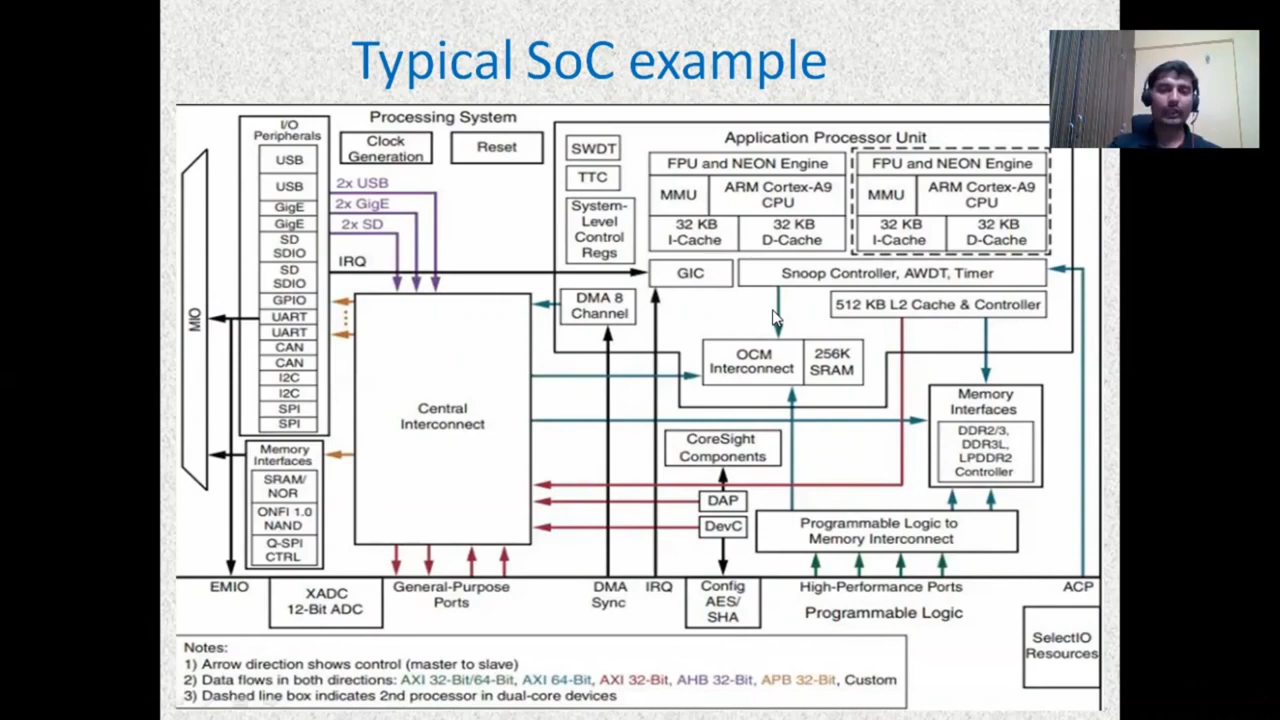 Typical SoC example
Processing System
I/O
Peripherals
USB
USB
GigE
GigE
SD
SDIO
SD
SDIO
GPIO
UART
UART
CAN
CAN
I2C
I2C
SPI
SPI
MIO
Clock
Generation
Reset
2x USB
2x GigE
2x SD
IRQ
Application Processor Unit
SWDT
TTC
System-
Level
Control
Regs
FPU and NEON Engine
MMU
ARM Cortex-A9
CPU
32 KB
I-Cache
32 KB
D-Cache
FPU and NEON Engine
MMU
ARM Cortex-A9
CPU
32 KB
I-Cache
32 KB
D-Cache
GIC
Snoop Controller, AWDT, Timer
DMA 8
Channel
512 KB L2 Cache & Controller
OCM
Interconnect
256K
SRAM
Central
Interconnect
Memory
Interfaces
DDR2/3,
DDR3L,
LPDDR2
Controller
CoreSight
Components
DAP
DevC
Programmable Logic to
Memory Interconnect
Memory
Interfaces
SRAM/
NOR
ONFI 1.0
NAND
Q-SPI
CTRL
EMIO
XADC
12-Bit ADC
General-Purpose
Ports
DMA
Sync
IRQ
Config
AES/
SHA
High-Performance Ports
ACP
Programmable Logic
SelectIO
Resources
Notes:
1) Arrow direction shows control (master to slave)
2) Data flows in both directions: AXI 32-Bit/64-Bit, AXI 64-Bit, AXI 32-Bit, AHB 32-Bit, APB 32-Bit, Custom
3) Dashed line box indicates 2nd processor in dual-core devices